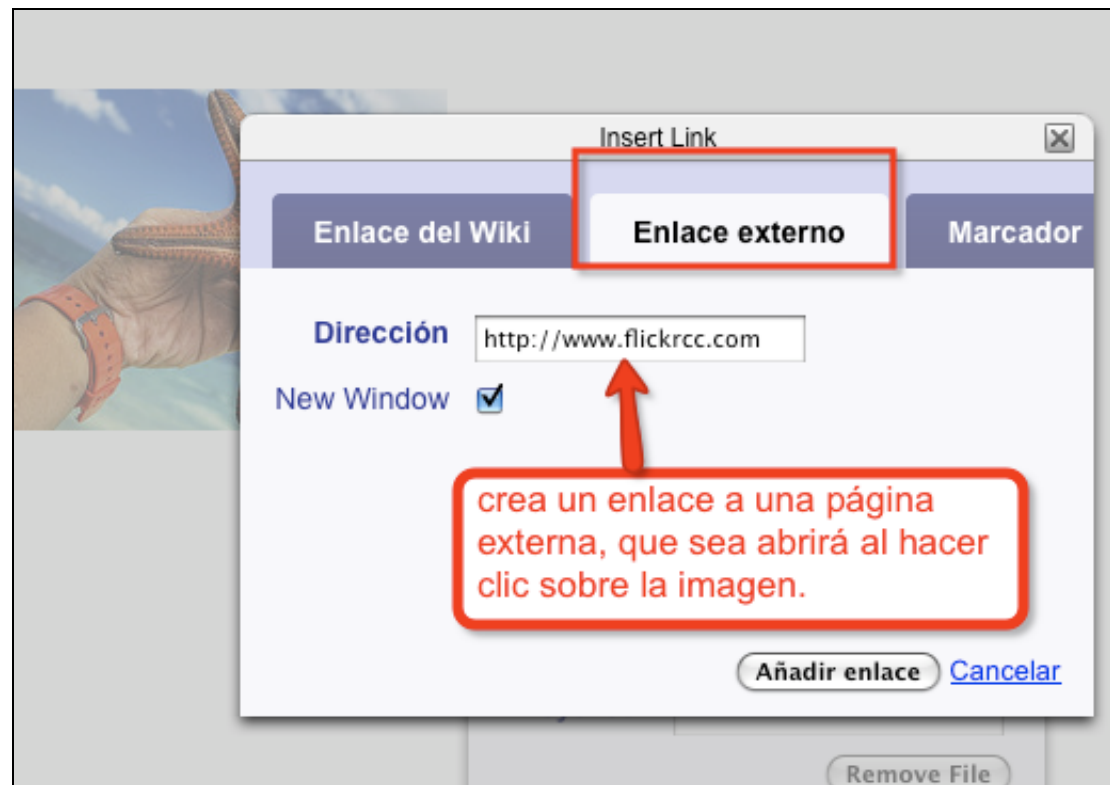 Insert Link
Enlace del Wiki Enlace externo Marcador
Dirección http://www.flickrcc.com
New Window
crea un enlace a una página
externa, que sea abrirá al hacer
clic sobre la imagen.
Añadir enlace Cancelar
Remove File